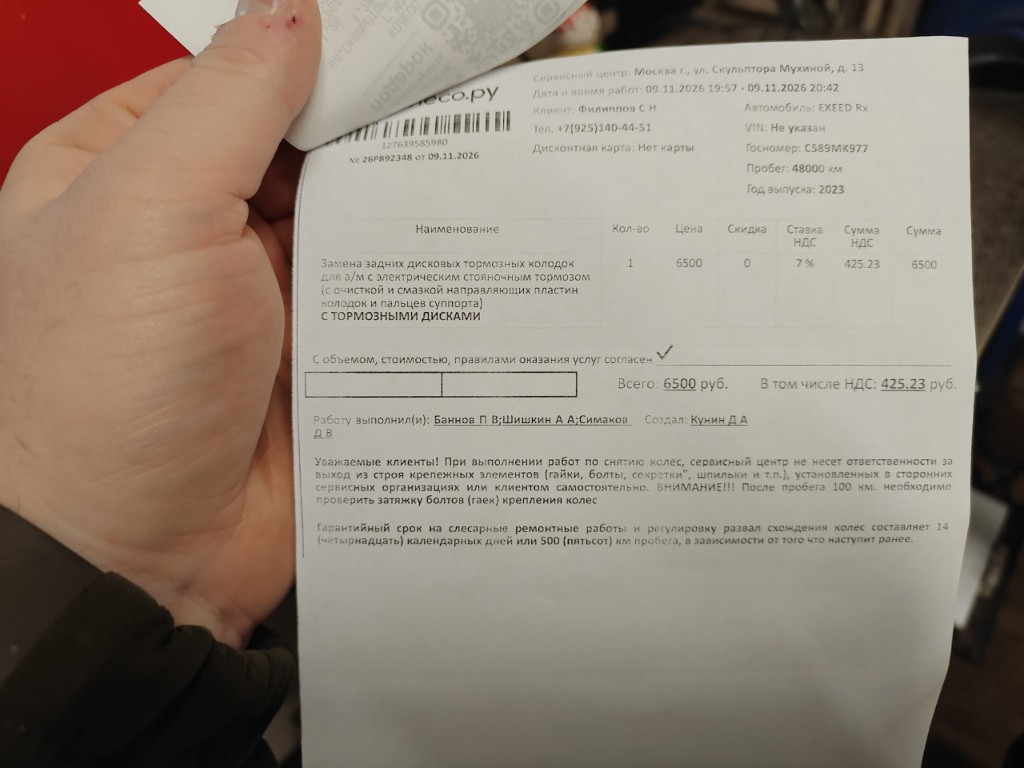 Сервисный центр: Москва г., ул. Скульптора Мухиной, д. 13
Дата и время работ: 09.11.2026 19:57 - 09.11.2026 20:42
Клиент: Филиппов С Н
Тел. +7(925)140-44-51
Дисконтная карта: Нет карты
Автомобиль: EXEED Rx
VIN: Не указан
Госномер: С589МК977
Пробег: 48000 км
Год выпуска: 2023
есо.ру
127639585980
№ 26Р892348 от 09.11.2026
Наименование Кол-во Цена Скидка Ставка НДС Сумма НДС Сумма
Замена задних дисковых тормозных колодок 1 6500 0 7 % 425.23 6500
для а/м с электрическим стояночным тормозом
(с очисткой и смазкой направляющих пластин
колодок и пальцев суппорта)
С ТОРМОЗНЫМИ ДИСКАМИ
С объемом, стоимостью, правилами оказания услуг согласен
Всего: 6500 руб. В том числе НДС: 425.23 руб.
Работу выполнил(и): Баннов П В;Шишкин А А;Симаков Создал: Кунин Д А
Д В
Уважаемые клиенты! При выполнении работ по снятию колес, сервисный центр не несет ответственности за
выход из строя крепежных элементов (гайки, болты, секретки", шпильки и т.п.), установленных в сторонних
сервисных организациях или клиентом самостоятельно. ВНИМАНИЕ!!! После пробега 100 км. необходимо
проверить затяжку болтов (гаек) крепления колес
Гарантийный срок на слесарные ремонтные работы и регулировку развал схождения колес составляет 14
(четырнадцать) календарных дней или 500 (пятьсот) км пробега, в зависимости от того что наступит ранее.